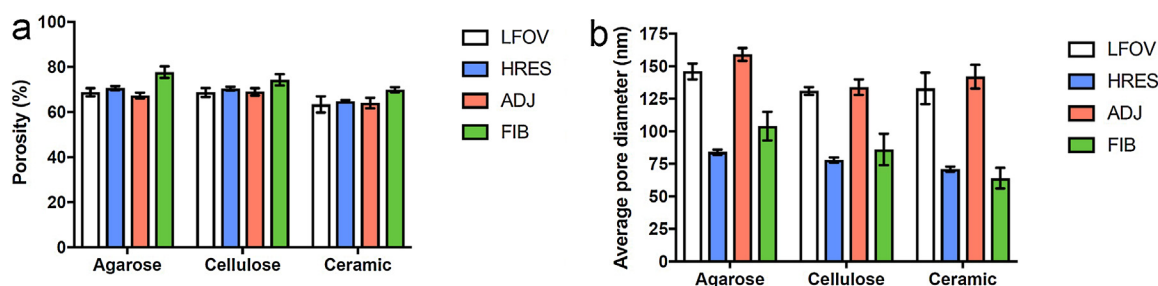 a
Porosity (%)
100
80
60
40
20
0
Agarose Cellulose Ceramic
LFOV
HRES
ADJ
FIB
b
Average pore diameter (nm)
175
150
125
100
75
50
25
0
Agarose Cellulose Ceramic
LFOV
HRES
ADJ
FIB